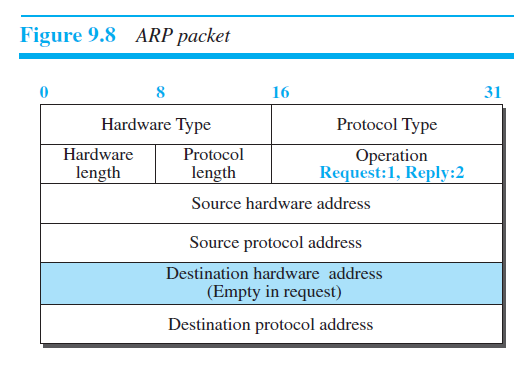 Figure 9.8 ARP packet
0 8 16 31
Hardware Type Protocol Type
Hardware length Protocol length Operation
Request:1, Reply:2
Source hardware address
Source protocol address
Destination hardware address
(Empty in request)
Destination protocol address